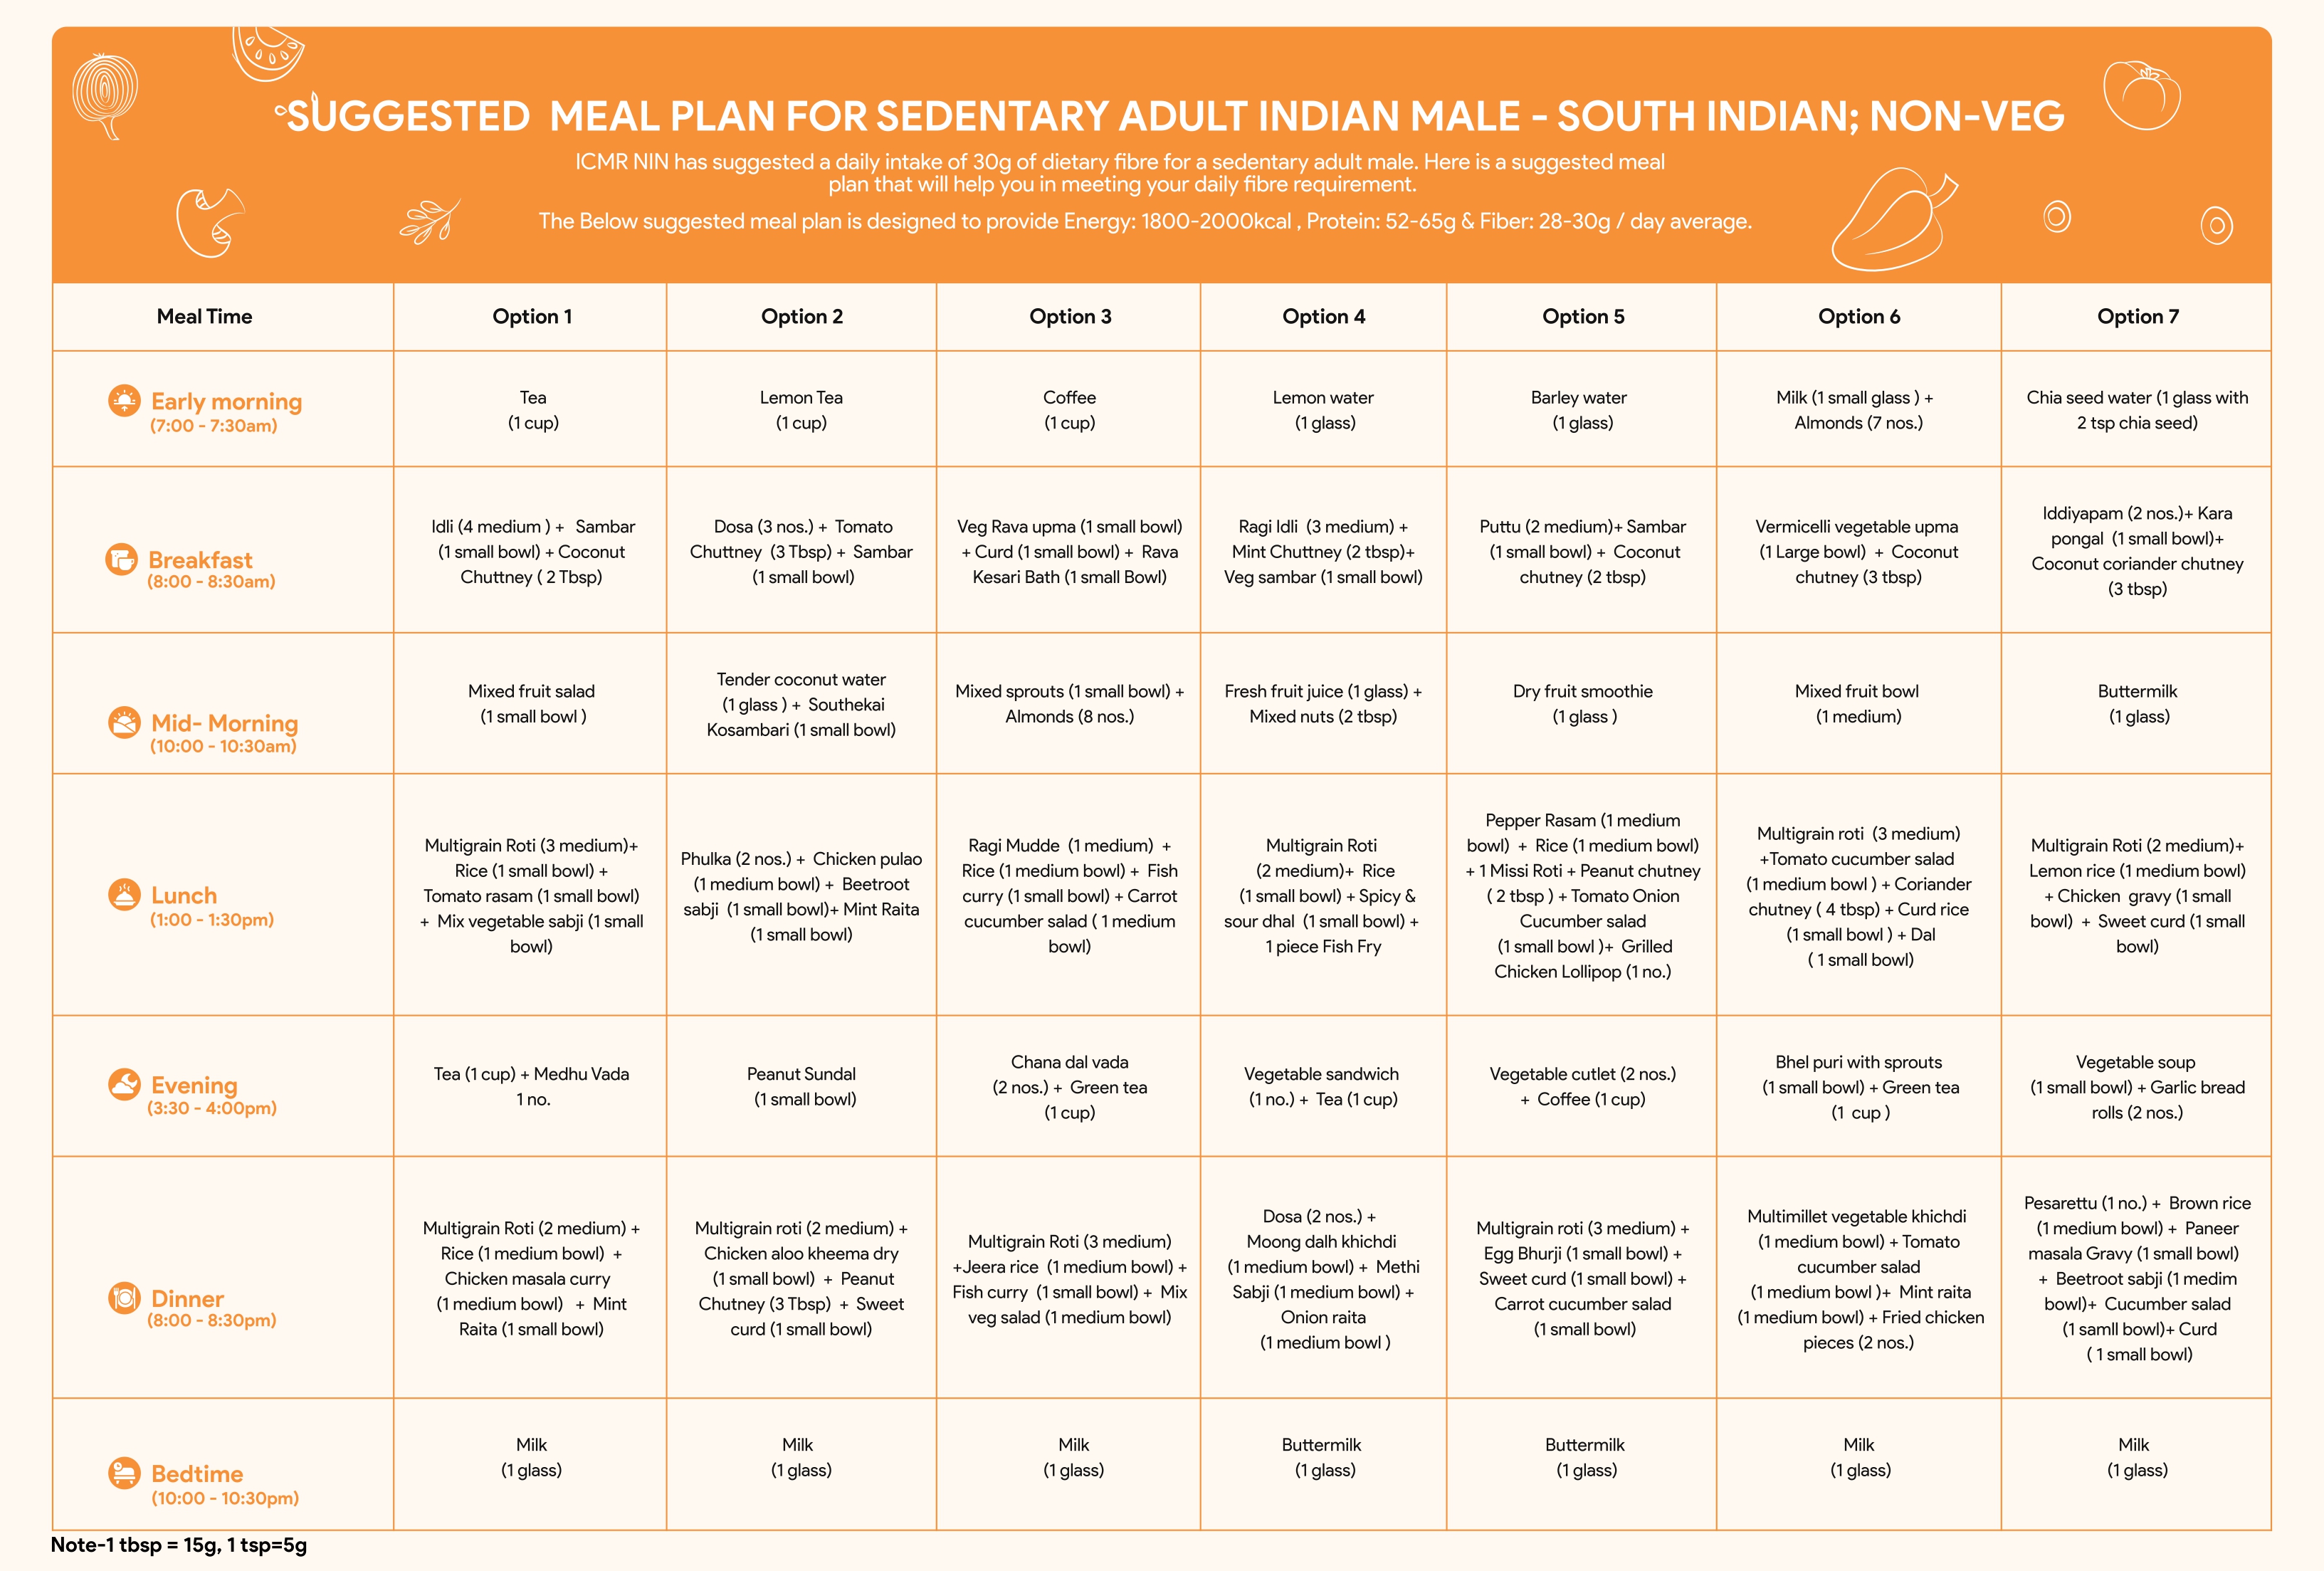 SUGGESTED MEAL PLAN FOR SEDENTARY ADULT INDIAN MALE - SOUTH INDIAN; NON-VEG
ICMR NIN has suggested a daily intake of 30g of dietary fibre for a sedentary adult male. Here is a suggested meal
plan that will help you in meeting your daily fibre requirement.
The Below suggested meal plan is designed to provide Energy: 1800-2000kcal , Protein: 52-65g & Fiber: 28-30g / day average.
Meal Time
Option 1
Option 2
Option 3
Option 4
Option 5
Option 6
Option 7
Early morning
(7:00 - 7:30am)
Tea
(1 cup)
Lemon Tea
(1 cup)
Coffee
(1 cup)
Lemon water
(1 glass)
Barley water
(1 glass)
Milk (1 small glass ) +
Almonds (7 nos.)
Chia seed water (1 glass with
2 tsp chia seed)
Breakfast
(8:00 - 8:30am)
Idli (4 medium ) + Sambar
(1 small bowl) + Coconut
Chuttney ( 2 Tbsp)
Dosa (3 nos.) + Tomato
Chuttney (3 Tbsp) + Sambar
(1 small bowl)
Veg Rava upma (1 small bowl)
+ Curd (1 small bowl) + Rava
Kesari Bath (1 small Bowl)
Ragi Idli (3 medium) +
Mint Chuttney (2 tbsp)+
Veg sambar (1 small bowl)
Puttu (2 medium)+ Sambar
(1 small bowl) + Coconut
chutney (2 tbsp)
Vermicelli vegetable upma
(1 Large bowl) + Coconut
chutney (3 tbsp)
Iddiyapam (2 nos.)+ Kara
pongal (1 small bowl)+
Coconut coriander chutney
(3 tbsp)
Mid- Morning
(10:00 - 10:30am)
Mixed fruit salad
(1 small bowl )
Tender coconut water
(1 glass ) + Southekai
Kosambari (1 small bowl)
Mixed sprouts (1 small bowl) +
Almonds (8 nos.)
Fresh fruit juice (1 glass) +
Mixed nuts (2 tbsp)
Dry fruit smoothie
(1 glass )
Mixed fruit bowl
(1 medium)
Buttermilk
(1 glass)
Lunch
(1:00 - 1:30pm)
Multigrain Roti (3 medium)+
Rice (1 small bowl) +
Tomato rasam (1 small bowl)
+ Mix vegetable sabji (1 small
bowl)
Phulka (2 nos.) + Chicken pulao
(1 medium bowl) + Beetroot
sabji (1 small bowl)+ Mint Raita
(1 small bowl)
Ragi Mudde (1 medium) +
Rice (1 medium bowl) + Fish
curry (1 small bowl) + Carrot
cucumber salad ( 1 medium
bowl)
Multigrain Roti
(2 medium)+ Rice
(1 small bowl) + Spicy &
sour dhal (1 small bowl) +
1 piece Fish Fry
Pepper Rasam (1 medium
bowl) + Rice (1 medium bowl)
+ 1 Missi Roti + Peanut chutney
( 2 tbsp ) + Tomato Onion
Cucumber salad
(1 small bowl )+ Grilled
Chicken Lollipop (1 no.)
Multigrain roti (3 medium)
+Tomato cucumber salad
(1 medium bowl ) + Coriander
chutney ( 4 tbsp) + Curd rice
(1 small bowl ) + Dal
( 1 small bowl)
Multigrain Roti (2 medium)+
Lemon rice (1 medium bowl)
+ Chicken gravy (1 small
bowl) + Sweet curd (1 small
bowl)
Evening
(3:30 - 4:00pm)
Tea (1 cup) + Medhu Vada
1 no.
Peanut Sundal
(1 small bowl)
Chana dal vada
(2 nos.) + Green tea
(1 cup)
Vegetable sandwich
(1 no.) + Tea (1 cup)
Vegetable cutlet (2 nos.)
+ Coffee (1 cup)
Bhel puri with sprouts
(1 small bowl) + Green tea
(1 cup )
Vegetable soup
(1 small bowl) + Garlic bread
rolls (2 nos.)
Dinner
(8:00 - 8:30pm)
Multigrain Roti (2 medium) +
Rice (1 medium bowl) +
Chicken masala curry
(1 medium bowl) + Mint
Raita (1 small bowl)
Multigrain roti (2 medium) +
Chicken aloo kheema dry
(1 small bowl) + Peanut
Chutney (3 Tbsp) + Sweet
curd (1 small bowl)
Multigrain Roti (3 medium)
+Jeera rice (1 medium bowl) +
Fish curry (1 small bowl) + Mix
veg salad (1 medium bowl)
Dosa (2 nos.) +
Moong dalh khichdi
(1 medium bowl) + Methi
Sabji (1 medium bowl) +
Onion raita
(1 medium bowl )
Multigrain roti (3 medium) +
Egg Bhurji (1 small bowl) +
Sweet curd (1 small bowl) +
Carrot cucumber salad
(1 small bowl)
Multimillet vegetable khichdi
(1 medium bowl) + Tomato
cucumber salad
(1 medium bowl )+ Mint raita
(1 medium bowl) + Fried chicken
pieces (2 nos.)
Pesarettu (1 no.) + Brown rice
(1 medium bowl) + Paneer
masala Gravy (1 small bowl)
+ Beetroot sabji (1 medim
bowl)+ Cucumber salad
(1 samll bowl)+ Curd
( 1 small bowl)
Bedtime
(10:00 - 10:30pm)
Milk
(1 glass)
Milk
(1 glass)
Milk
(1 glass)
Buttermilk
(1 glass)
Buttermilk
(1 glass)
Milk
(1 glass)
Milk
(1 glass)
Note-1 tbsp = 15g, 1 tsp=5g